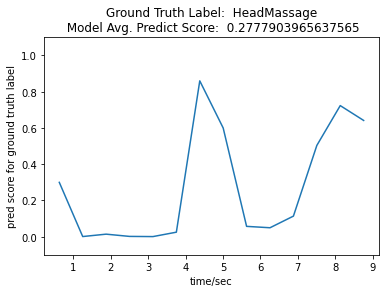 Ground Truth Label:  HeadMassage
Model Avg. Predict Score:  0.2777903965637565
1.0
0.8
0.6
0.4
0.2
0.0
pred score for ground truth label
1 2 3 4 5 6 7 8 9
time/sec